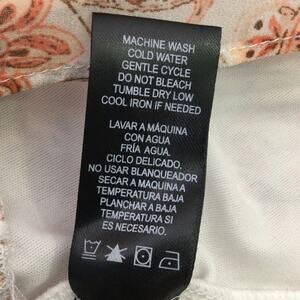 MACHINE WASH
COLD WATER
GENTLE CYCLE
DO NOT BLEACH
TUMBLE DRY LOW
COOL IRON IF NEEDED
LAVAR A MÁQUINA
CON AGUA
FRÍA AGUA.
CICLO DELICADO.
NO USAR BLANQUEADOR
SECAR A MAQUINA A
TEMPERATURA BAJA
PLANCHAR A BAJA
TEMPERATURA SI
ES NECESARIO.